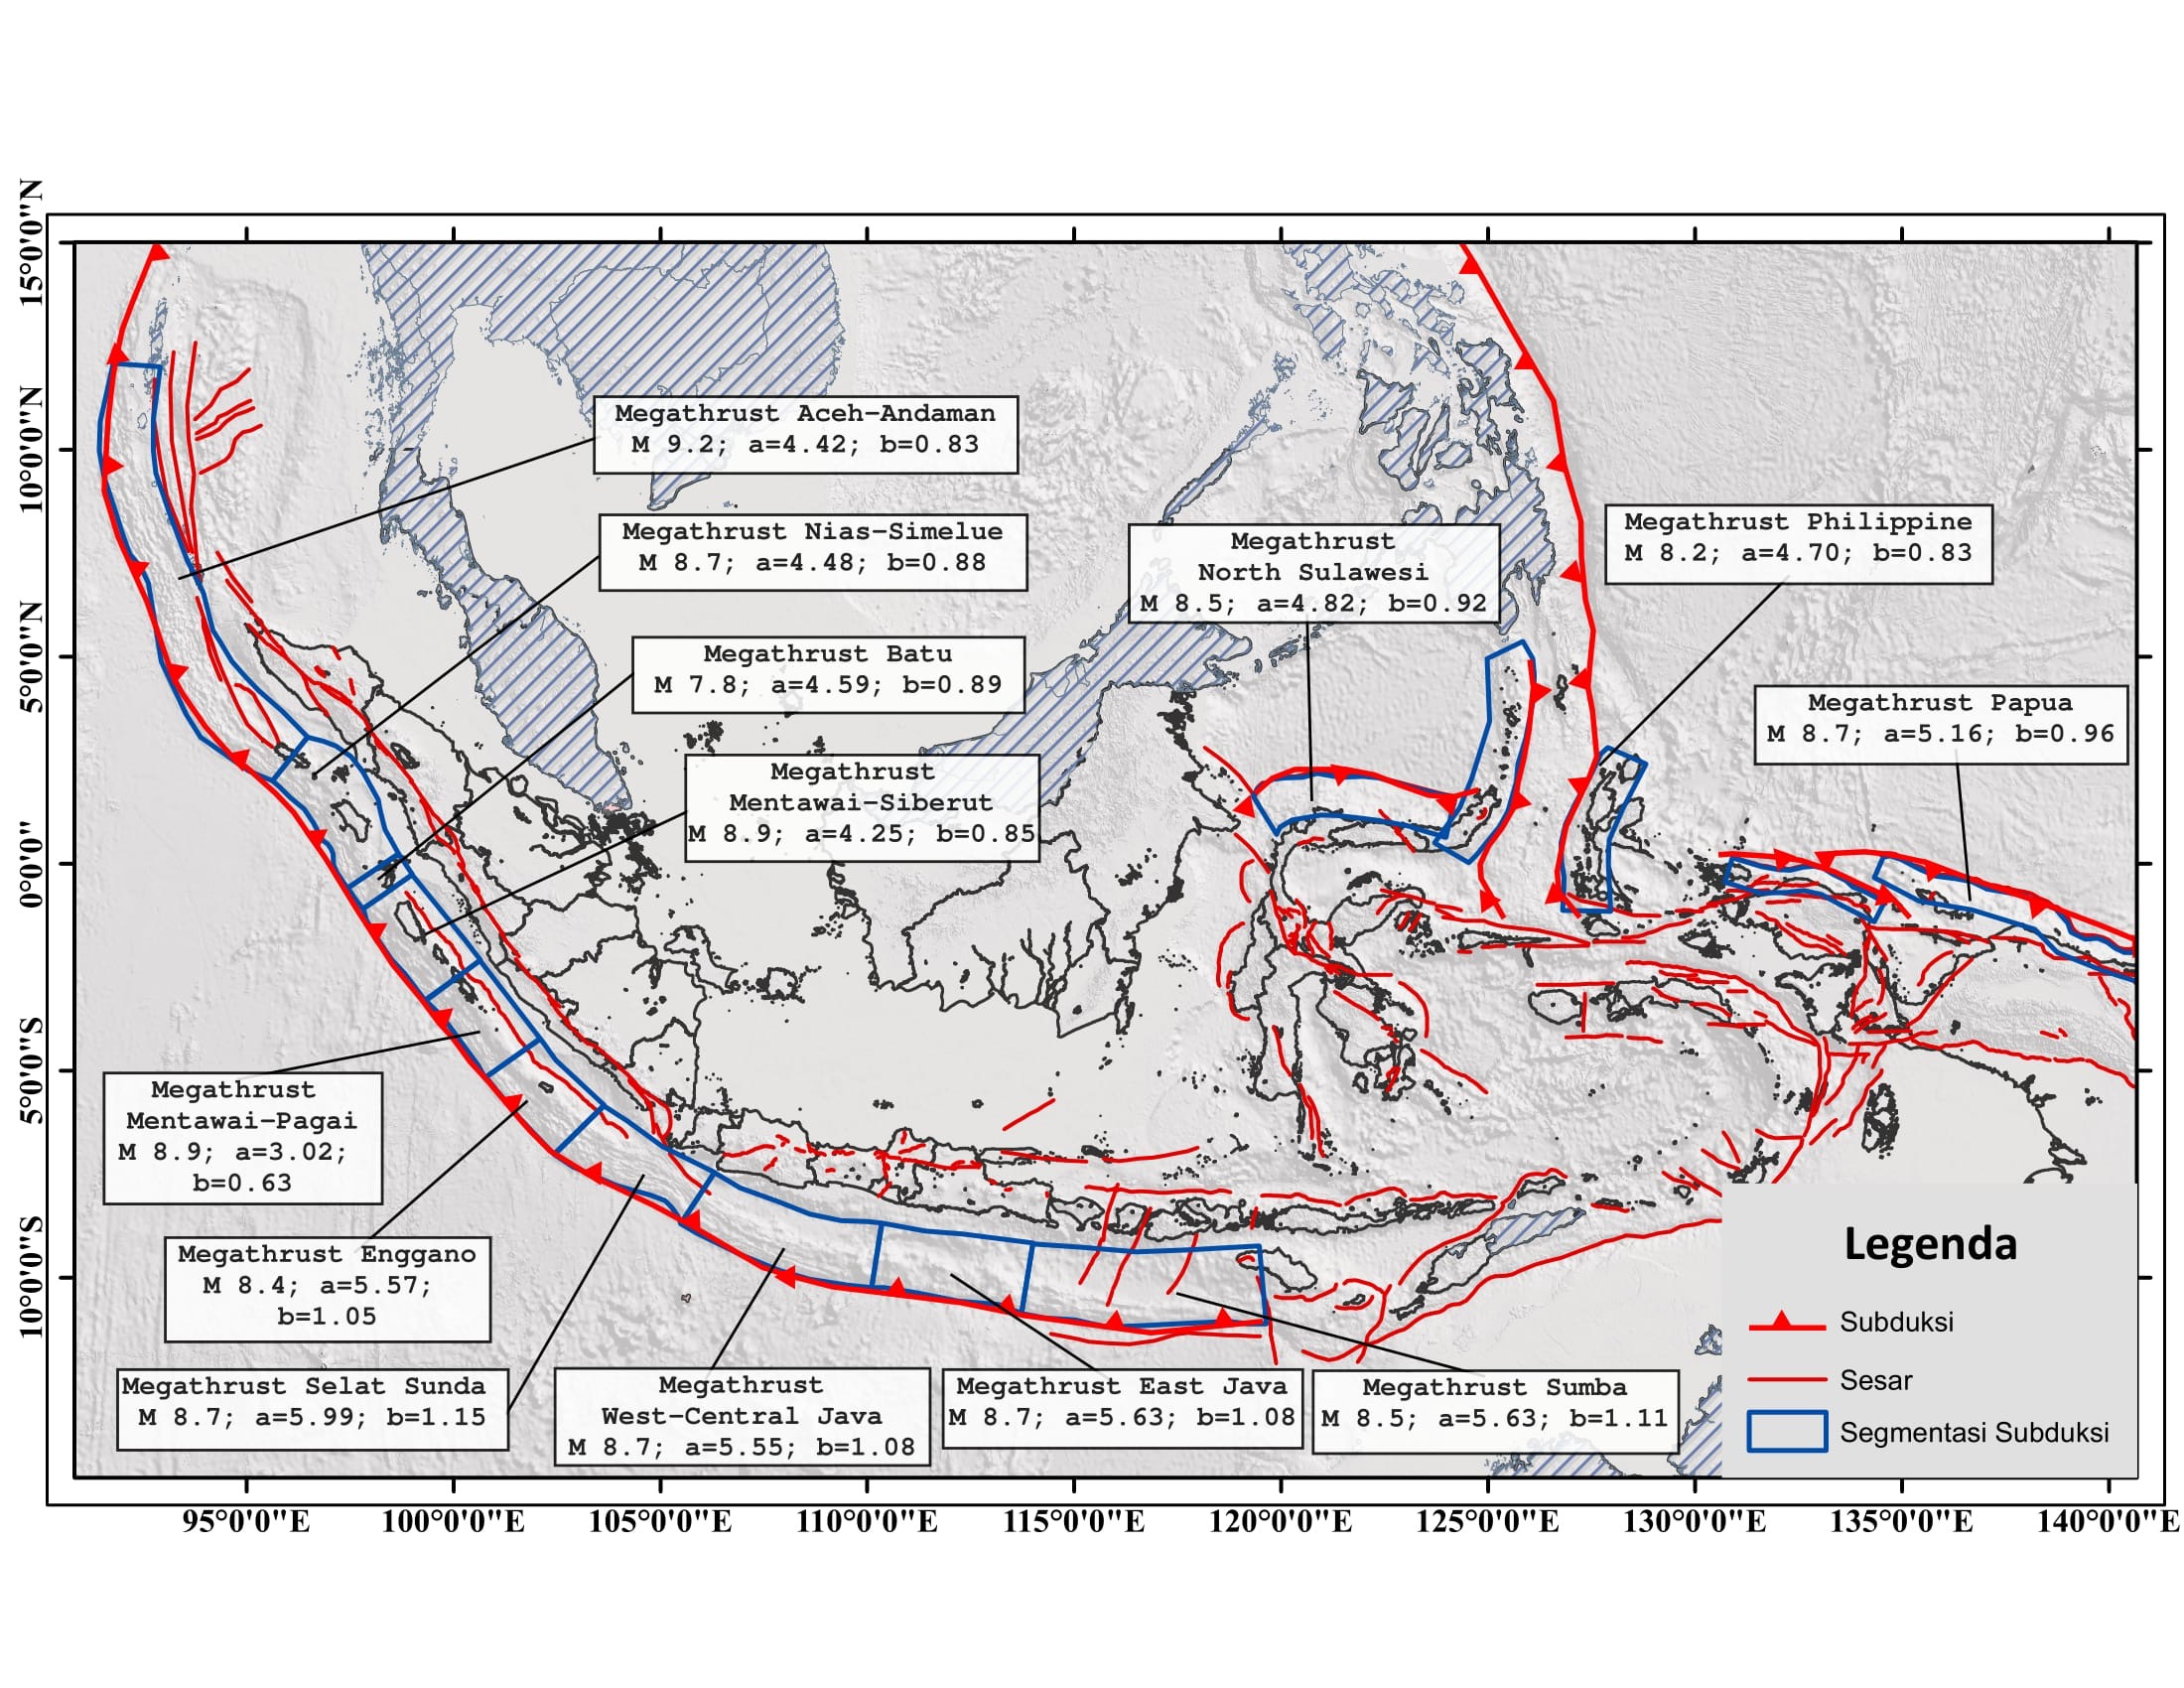 15°0'0"N
10°0'0"N
5°0'0"N
0°0'0"
5°0'0"S
10°0'0"S
Megathrust Aceh-Andaman
M 9.2; a=4.42; b=0.83
Megathrust Nias-Simelue
M 8.7; a=4.48; b=0.88
Megathrust Batu
M 7.8; a=4.59; b=0.89
Megathrust
Mentawai-Siberut
M 8.9; a=4.25; b=0.85
Megathrust
North Sulawesi
M 8.5; a=4.82; b=0.92
Megathrust Philippine
M 8.2; a=4.70; b=0.83
Megathrust Papua
M 8.7; a=5.16; b=0.96
Megathrust
Mentawai-Pagai
M 8.9; a=3.02;
b=0.63
Megathrust Enggano
M 8.4; a=5.57;
b=1.05
Megathrust Selat Sunda
M 8.7; a=5.99; b=1.15
Megathrust
West-Central Java
M 8.7; a=5.55; b=1.08
Megathrust East Java
M 8.7; a=5.63; b=1.08
Megathrust Sumba
M 8.5; a=5.63; b=1.11
Legenda
Subduksi
Sesar
Segmentasi Subduksi
95°0'0"E
100°0'0"E
105°0'0"E
110°0'0"E
115°0'0"E
120°0'0"E
125°0'0"E
130°0'0"E
135°0'0"E
140°0'0"E